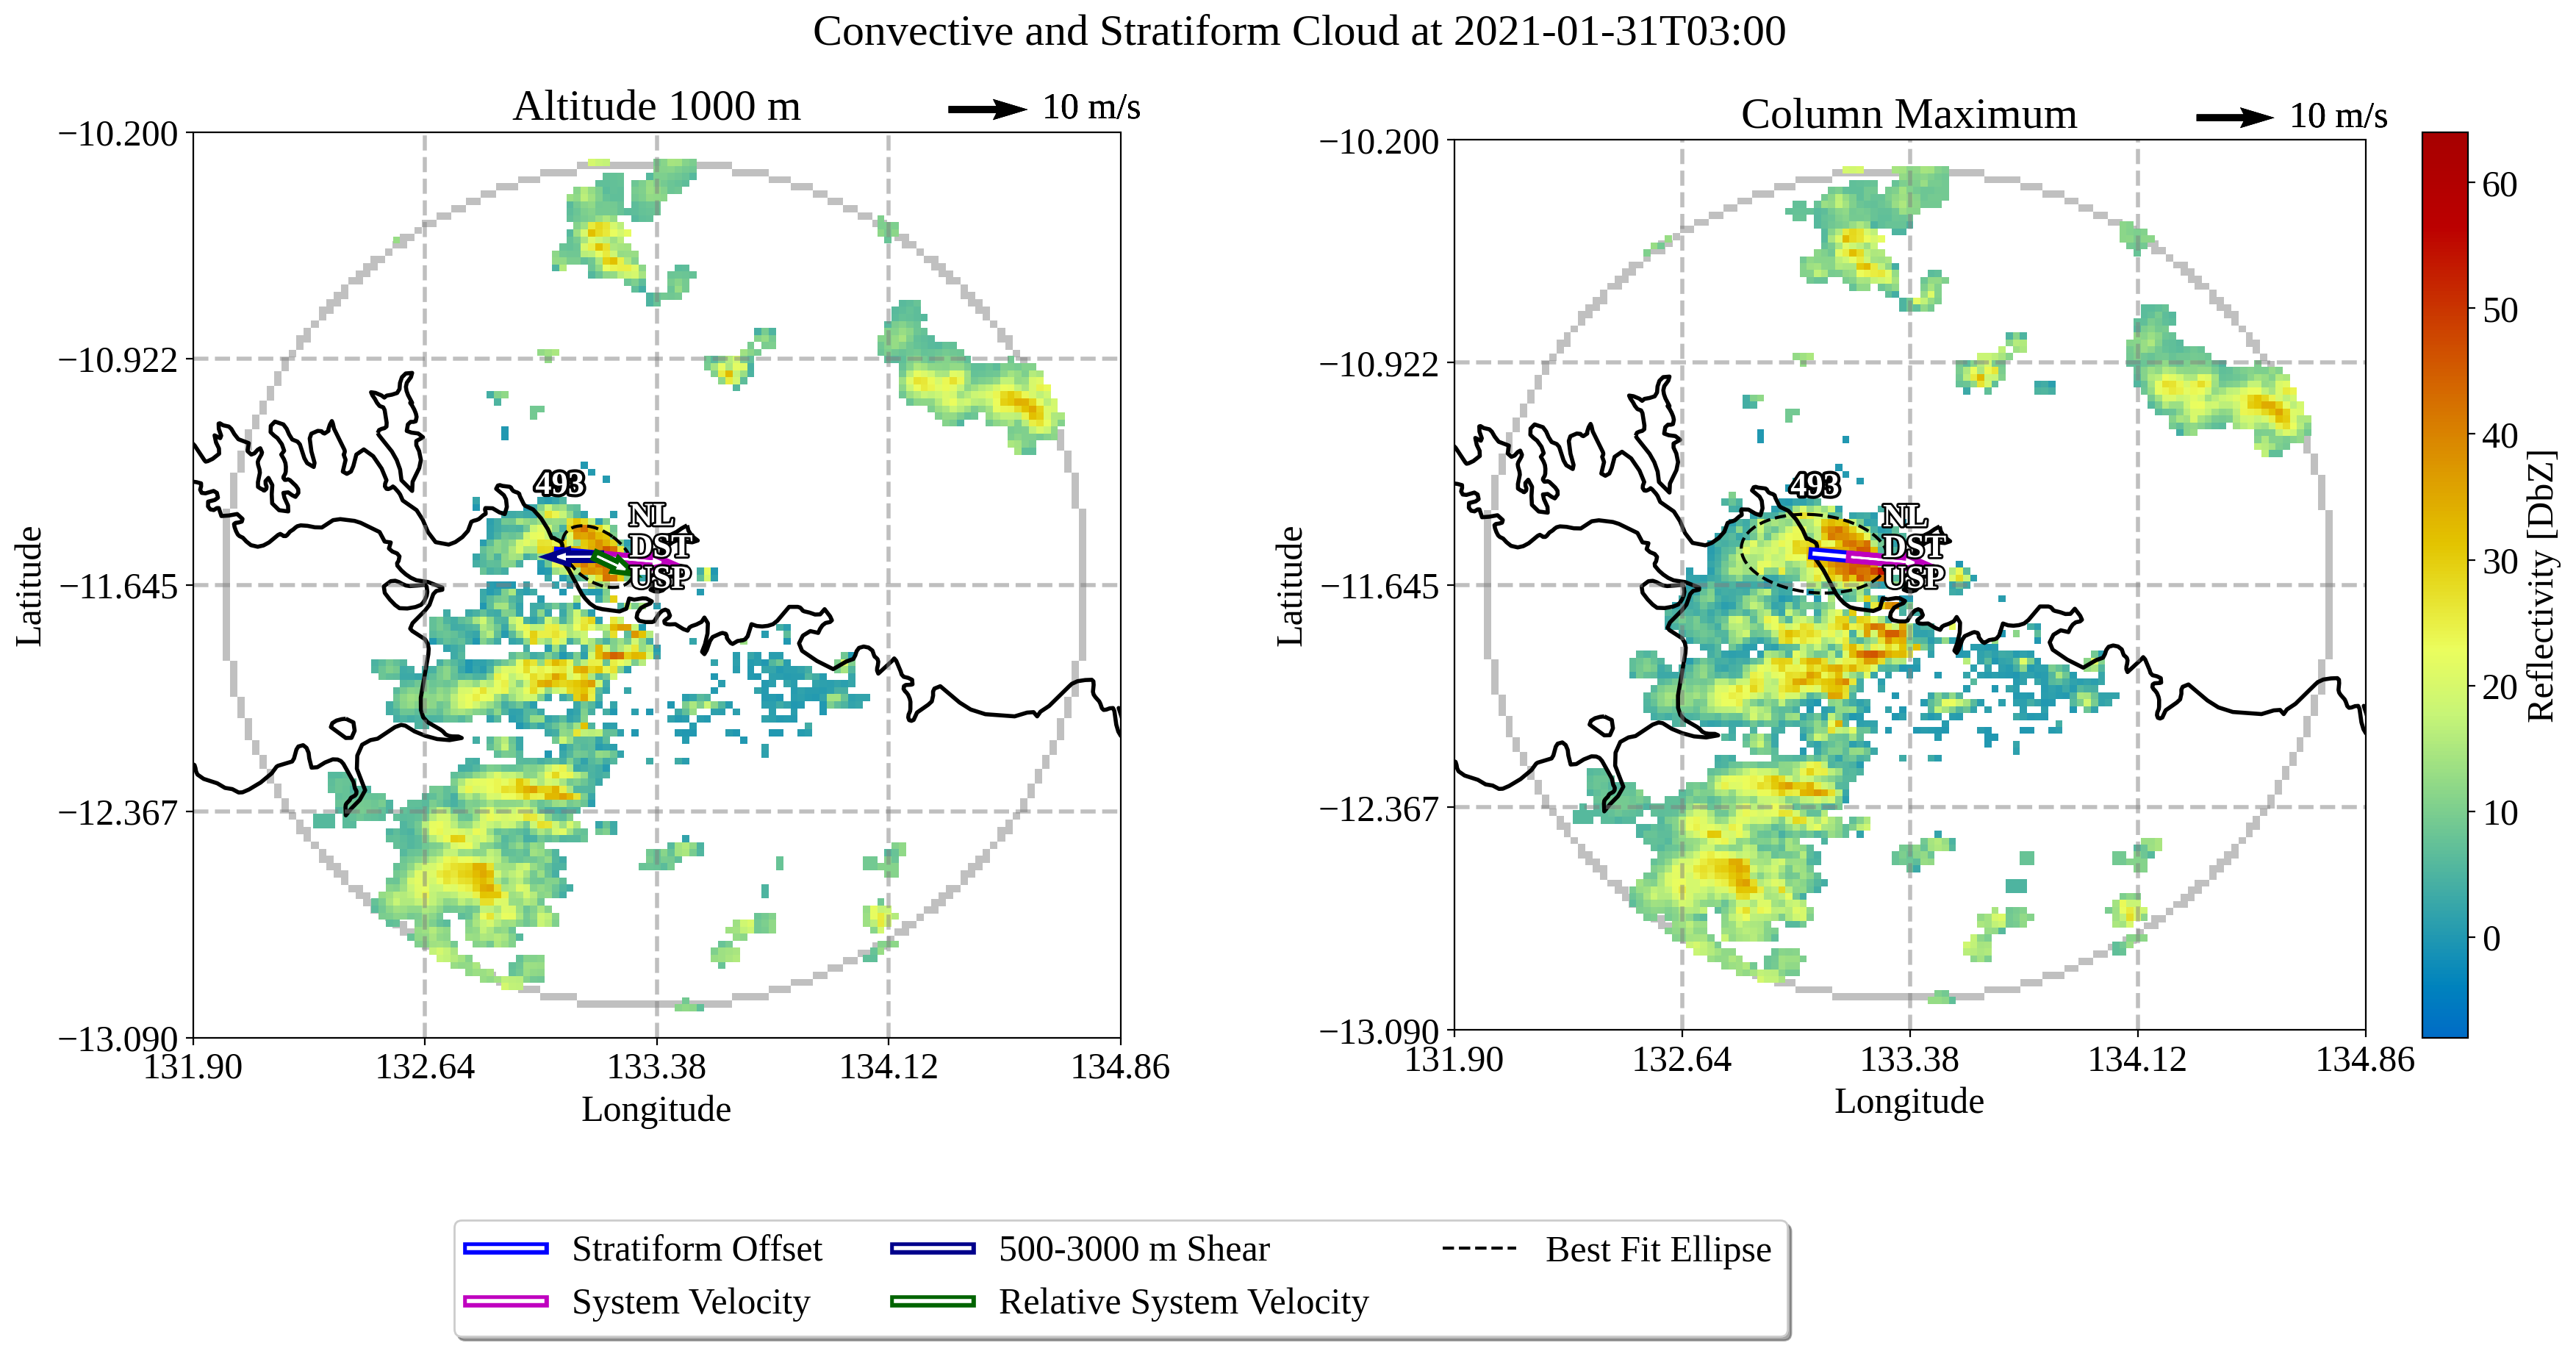 Convective and Stratiform Cloud at 2021-01-31T03:00
Altitude 1000 m
10 m/s
−10.200
−10.922
−11.645
−12.367
−13.090
Latitude
131.90
132.64
133.38
134.12
134.86
Longitude
493
NL
DST
USP
Column Maximum
10 m/s
−10.200
−10.922
−11.645
−12.367
−13.090
Latitude
131.90
132.64
133.38
134.12
134.86
Longitude
493
NL
DST
USP
60
50
40
30
20
10
0
Reflectivity [DbZ]
Stratiform Offset
System Velocity
500-3000 m Shear
Relative System Velocity
Best Fit Ellipse